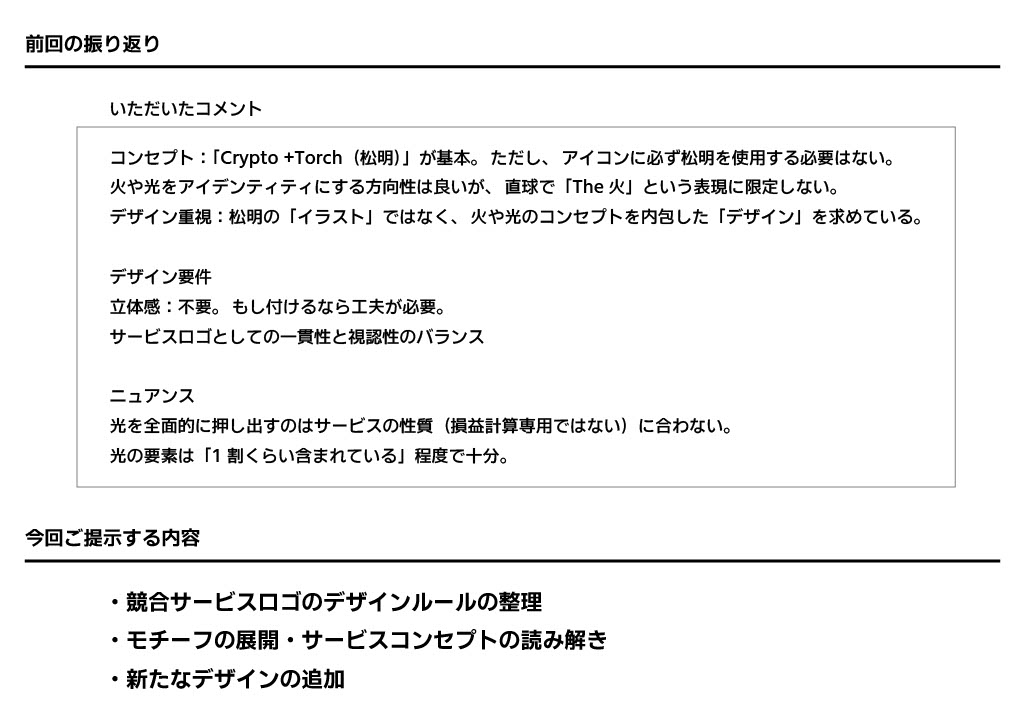 前回の振り返り
いただいたコメント
コンセプト：「Crypto +Torch（松明）」が基本。ただし、アイコンに必ず松明を使用する必要はない。
火や光をアイデンティティにする方向性は良いが、直球で「The 火」という表現に限定しない。
デザイン重視：松明の「イラスト」ではなく、火や光のコンセプトを内包した「デザイン」を求めている。
デザイン要件
立体感：不要。もし付けるなら工夫が必要。
サービスロゴとしての一貫性と視認性のバランス
ニュアンス
光を全面的に押し出すのはサービスの性質（損益計算専用ではない）に合わない。
光の要素は「1 割くらい含まれている」程度で十分。
今回ご提示する内容
・競合サービスロゴのデザインルールの整理
・モチーフの展開・サービスコンセプトの読み解き
・新たなデザインの追加